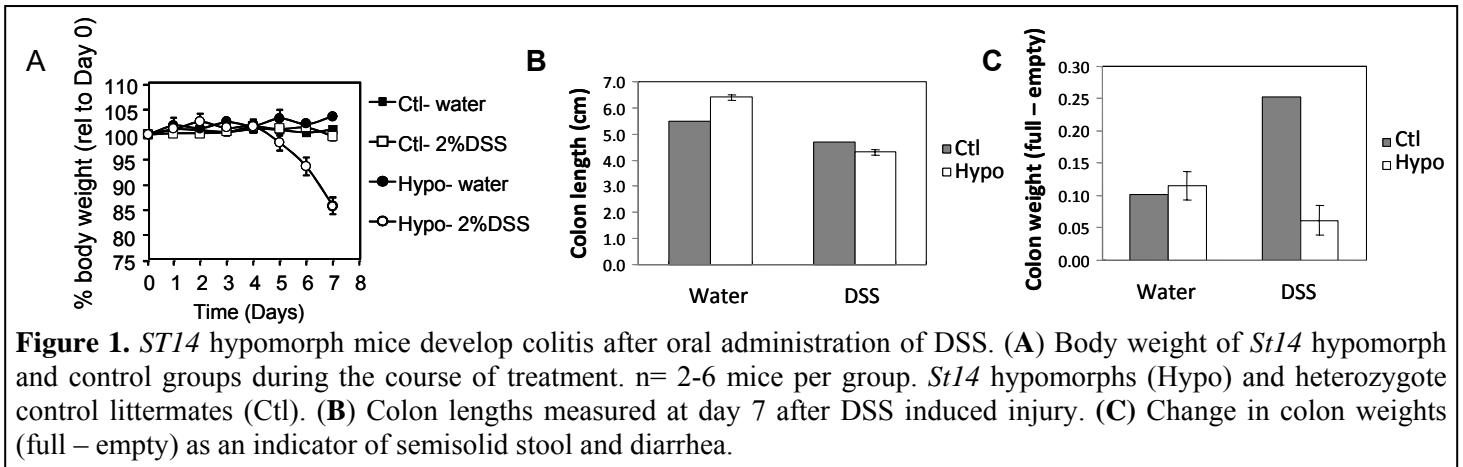 A
% body weight (rel to Day 0)
110
105
100
95
90
85
80
75
0 1 2 3 4 5 6 7 8
Time (Days)
Ctl- water
Ctl- 2%DSS
Hypo- water
Hypo- 2%DSS
B
Colon length (cm)
7.0
6.0
5.0
4.0
3.0
2.0
1.0
0.0
Water DSS
Ctl
Hypo
C
Colon weight (full – empty)
0.30
0.25
0.20
0.15
0.10
0.05
0.00
Water DSS
Ctl
Hypo
Figure 1. ST14 hypomorph mice develop colitis after oral administration of DSS. (A) Body weight of St14 hypomorph
and control groups during the course of treatment. n= 2-6 mice per group. St14 hypomorphs (Hypo) and heterozygote
control littermates (Ctl). (B) Colon lengths measured at day 7 after DSS induced injury. (C) Change in colon weights
(full – empty) as an indicator of semisolid stool and diarrhea.